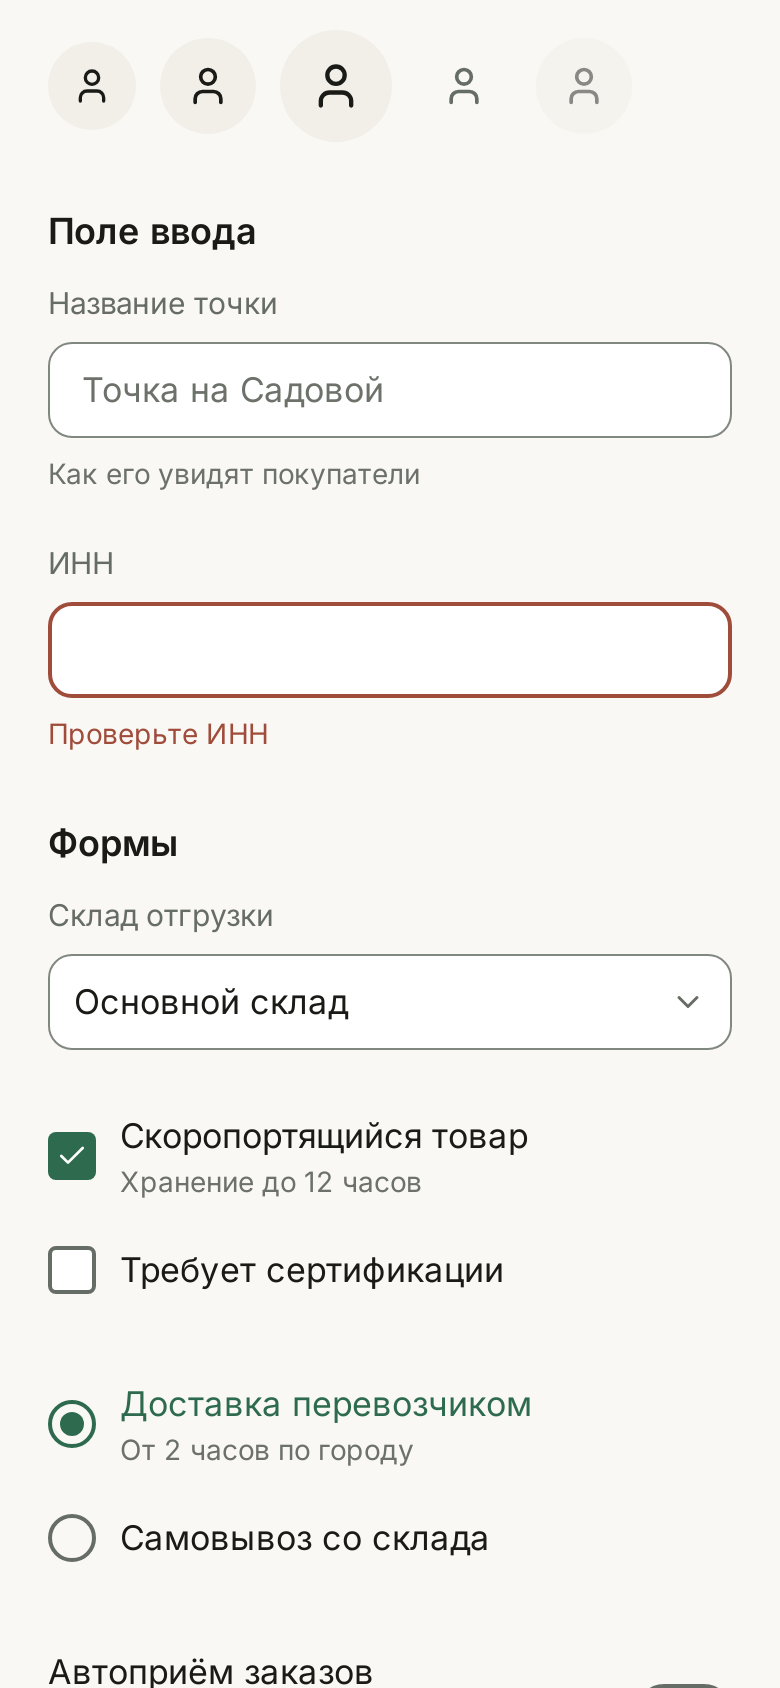 Поле ввода
Название точки
Точка на Садовой
Как его увидят покупатели
ИНН
Проверьте ИНН
Формы
Склад отгрузки
Основной склад
Скоропортящийся товар
Хранение до 12 часов
Требует сертификации
Доставка перевозчиком
От 2 часов по городу
Самовывоз со склада
Автоприём заказов